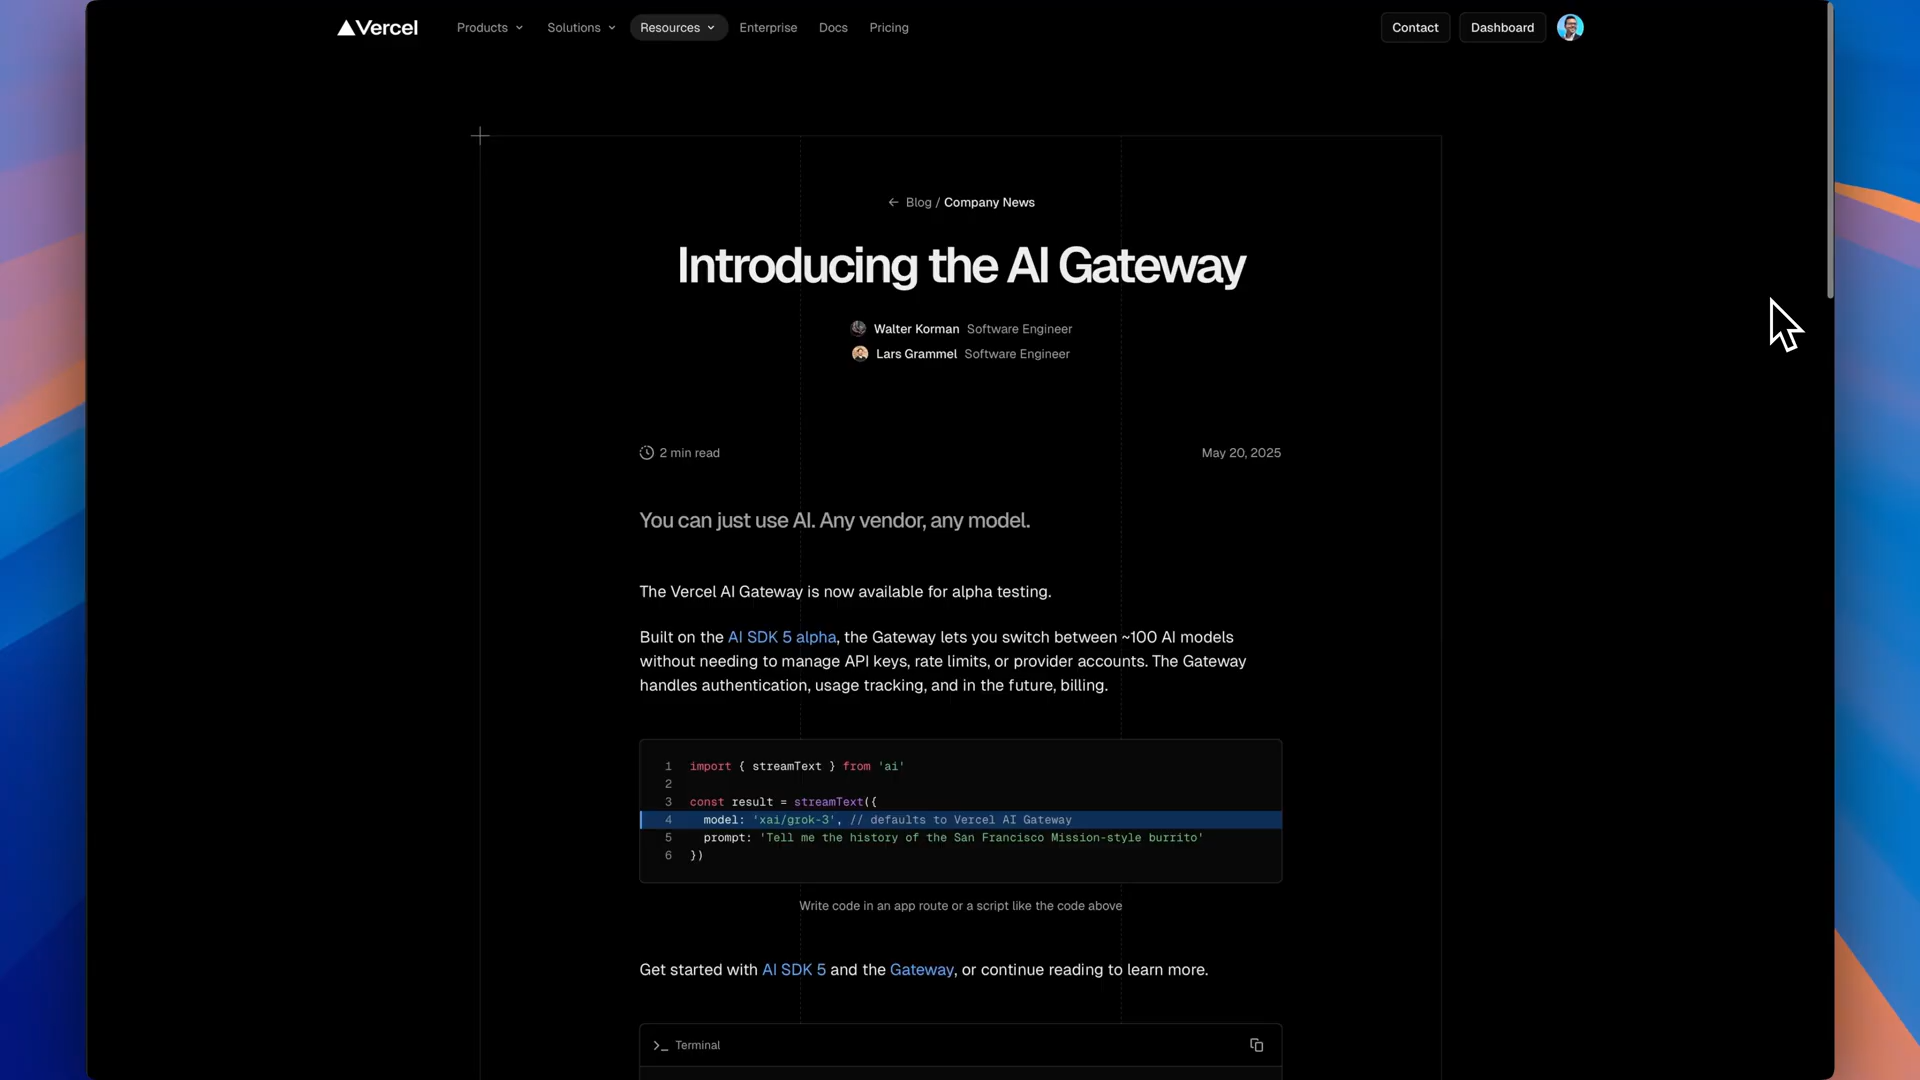 Vercel Products Solutions Resources Enterprise Docs Pricing Contact Dashboard
← Blog / Company News
Introducing the AI Gateway
Walter Korman Software Engineer
Lars Grammel Software Engineer
2 min read May 20, 2025
You can just use AI. Any vendor, any model.
The Vercel AI Gateway is now available for alpha testing.
Built on the AI SDK 5 alpha, the Gateway lets you switch between ~100 AI models
without needing to manage API keys, rate limits, or provider accounts. The Gateway
handles authentication, usage tracking, and in the future, billing.
1 import { streamText } from 'ai'
2
3 const result = streamText({
4 model: 'xai/grok-3', // defaults to Vercel AI Gateway
5 prompt: 'Tell me the history of the San Francisco Mission-style burrito'
6 })
Write code in an app route or a script like the code above
Get started with AI SDK 5 and the Gateway, or continue reading to learn more.
>_ Terminal